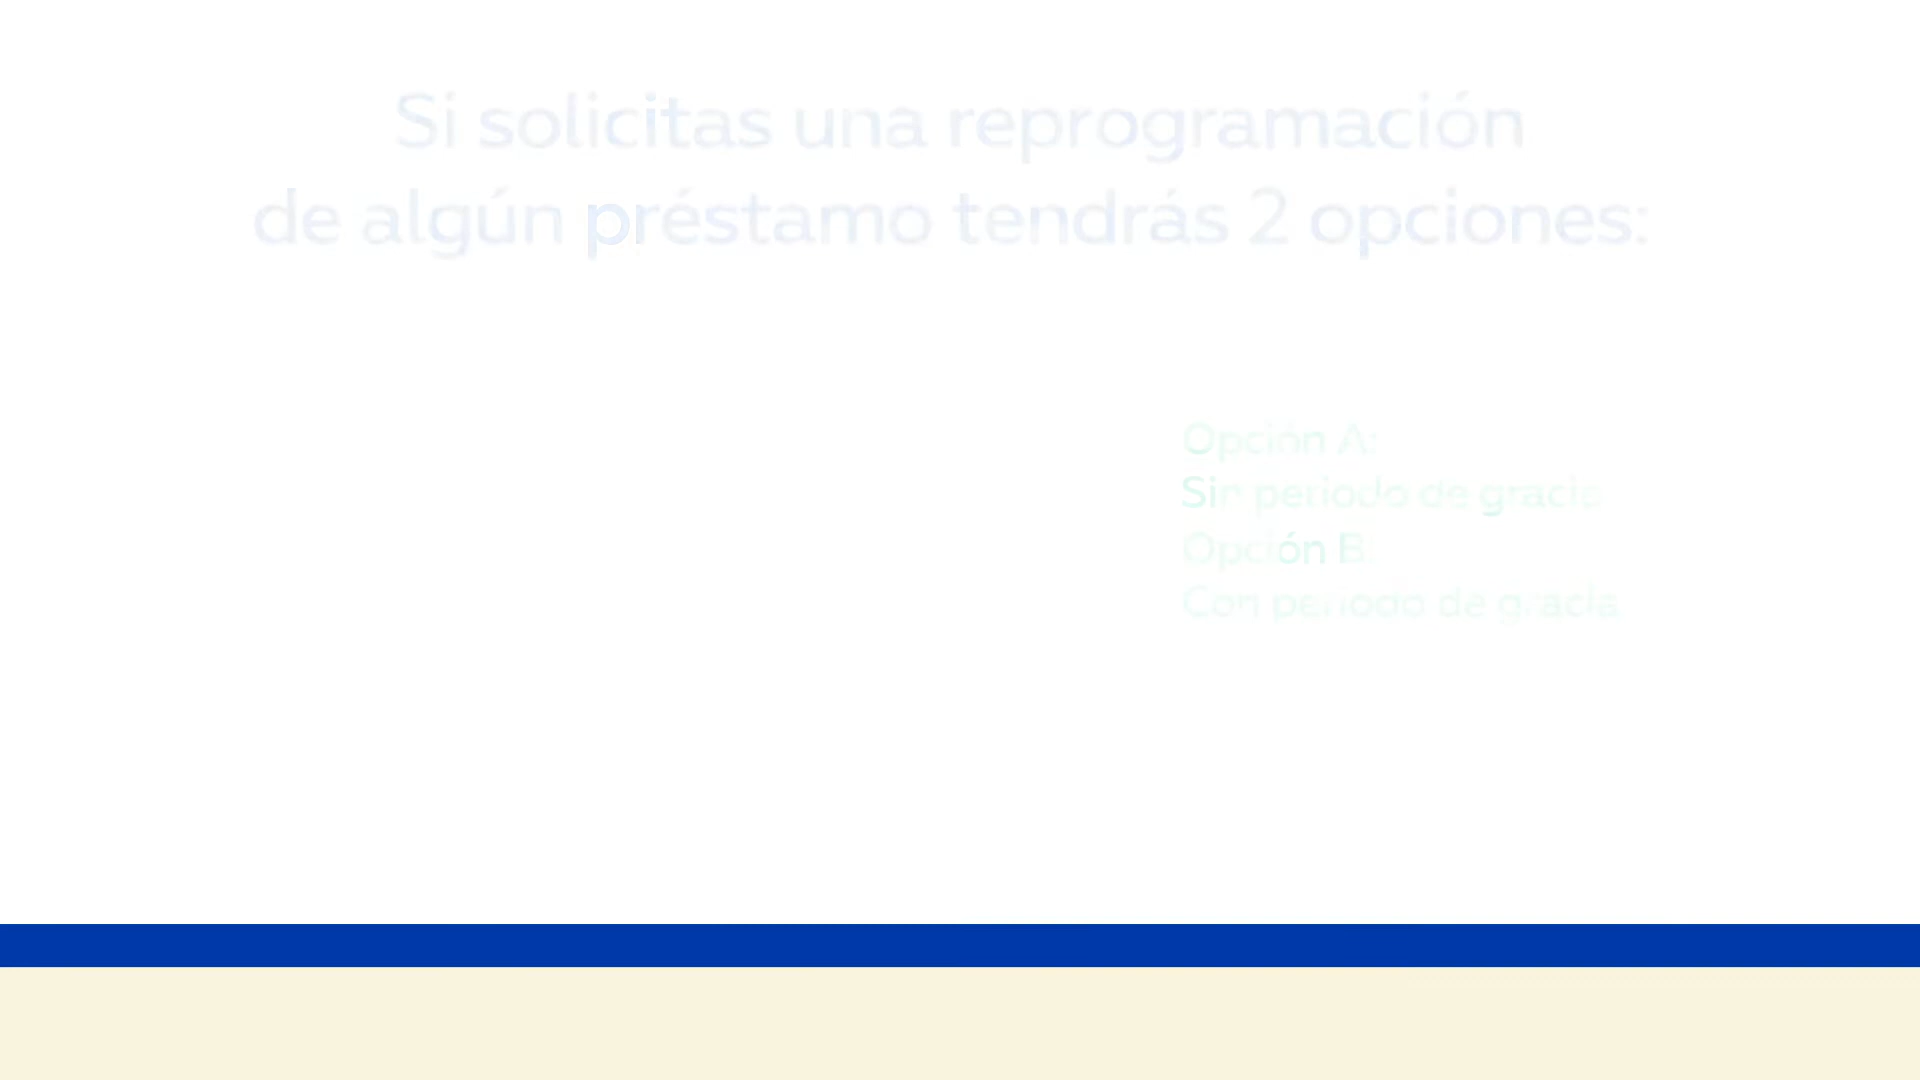 Si solicitas una reprogramación
de algún préstamo tendrás 2 opciones:
Opción A:
Sin periodo de gracia
Opción B:
Con periodo de gracia